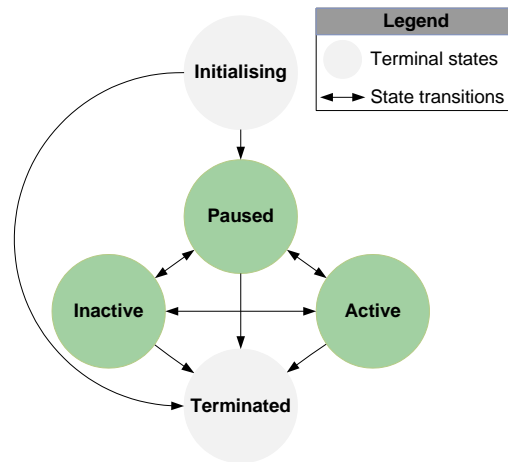 Legend
Terminal states
State transitions
Initialising
Paused
Inactive
Active
Terminated